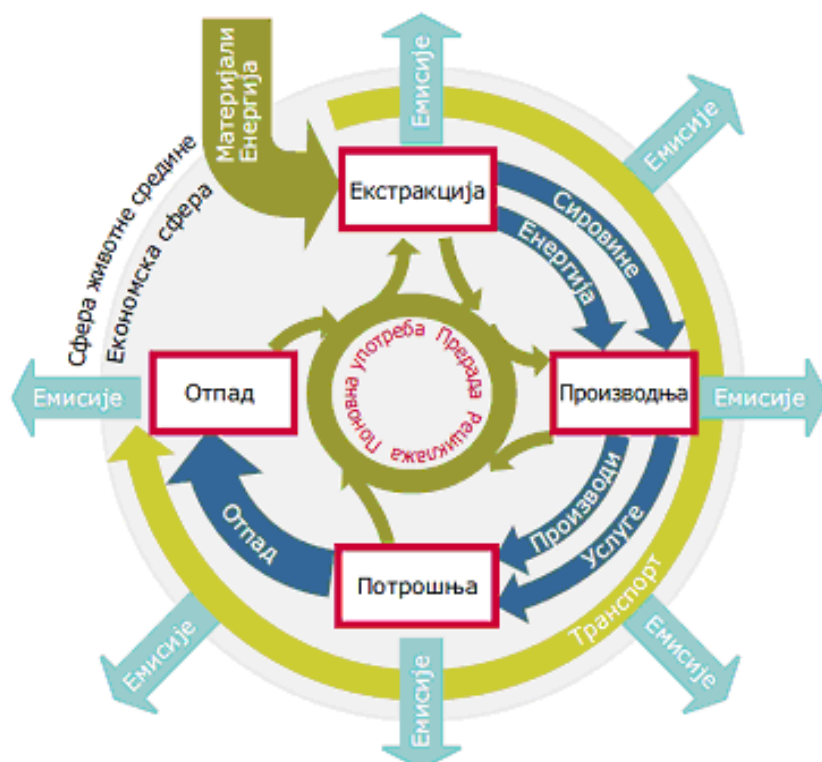 Материјали
Енергија
Емисије
Емисије
Сфера животне средине
Економска сфера
Екстракција
Сировине
Енергија
Поновна употреба Прерада Рециклажа
Емисије
Отпад
Производња
Емисије
Отпад
Производи
Услуге
Потрошња
Транспорт
Емисије
Емисије
Емисије